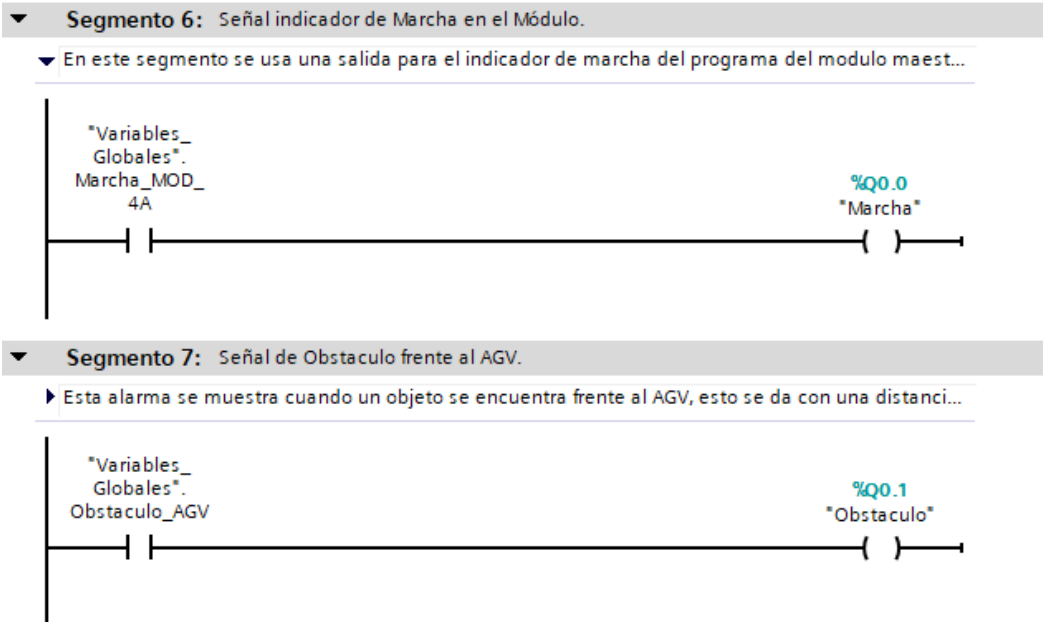 Segmento 6: Señal indicador de Marcha en el Módulo.
En este segmento se usa una salida para el indicador de marcha del programa del modulo maest...
"Variables_
Globales".
Marcha_MOD_
4A
%Q0.0
"Marcha"
Segmento 7: Señal de Obstaculo frente al AGV.
Esta alarma se muestra cuando un objeto se encuentra frente al AGV, esto se da con una distanci...
"Variables_
Globales".
Obstaculo_AGV
%Q0.1
"Obstaculo"